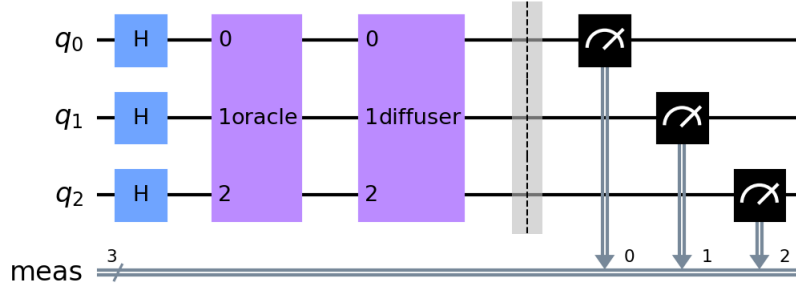 q0 H 0 0
q1 H 1oracle 1diffuser
q2 H 2 2
meas 3 0 1 2